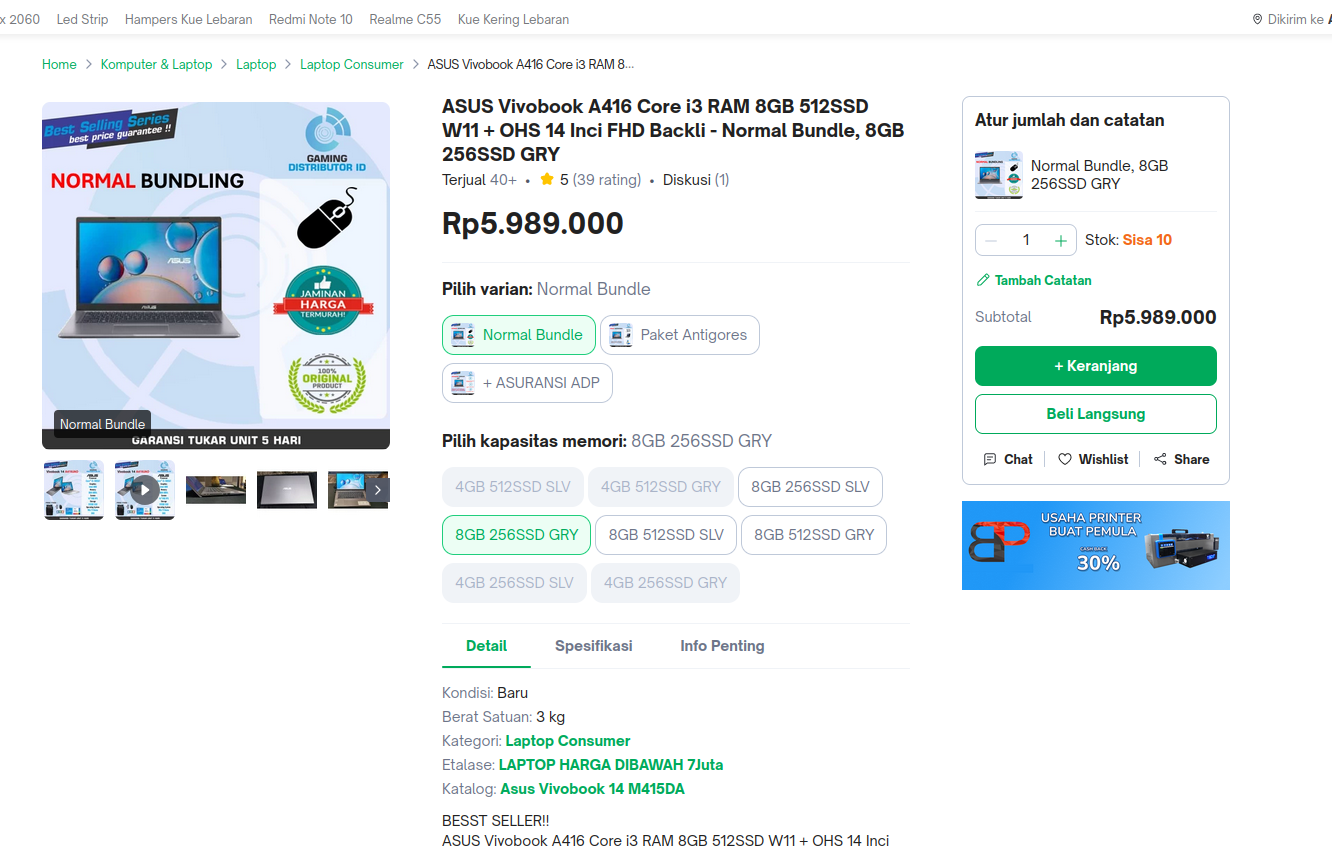 x 2060 Led Strip Hampers Kue Lebaran Redmi Note 10 Realme C55 Kue Kering Lebaran Dikirim ke
Home Komputer & Laptop Laptop Laptop Consumer ASUS Vivobook A416 Core i3 RAM 8...
Best Selling Series
best price guarantee !!
GAMING
DISTRIBUTOR ID
NORMAL BUNDLING
ASUS
JAMINAN
HARGA
TERMURAH!
100%
ORIGINAL
PRODUCT
Normal Bundle
GARANSI TUKAR UNIT 5 HARI
ASUS Vivobook A416 Core i3 RAM 8GB 512SSD
W11 + OHS 14 Inci FHD Backli - Normal Bundle, 8GB
256SSD GRY
Terjual 40+ • 5 (39 rating) • Diskusi (1)
Rp5.989.000
Pilih varian: Normal Bundle
Normal Bundle Paket Antigores
+ ASURANSI ADP
Pilih kapasitas memori: 8GB 256SSD GRY
4GB 512SSD SLV 4GB 512SSD GRY 8GB 256SSD SLV
8GB 256SSD GRY 8GB 512SSD SLV 8GB 512SSD GRY
4GB 256SSD SLV 4GB 256SSD GRY
Detail Spesifikasi Info Penting
Kondisi: Baru
Berat Satuan: 3 kg
Kategori: Laptop Consumer
Etalase: LAPTOP HARGA DIBAWAH 7Juta
Katalog: Asus Vivobook 14 M415DA
BESST SELLER!!
ASUS Vivobook A416 Core i3 RAM 8GB 512SSD W11 + OHS 14 Inci
Atur jumlah dan catatan
Normal Bundle, 8GB
256SSD GRY
1 Stok: Sisa 10
Tambah Catatan
Subtotal Rp5.989.000
+ Keranjang
Beli Langsung
Chat Wishlist Share
USAHA PRINTER
BUAT PEMULA
CASHBACK
30%